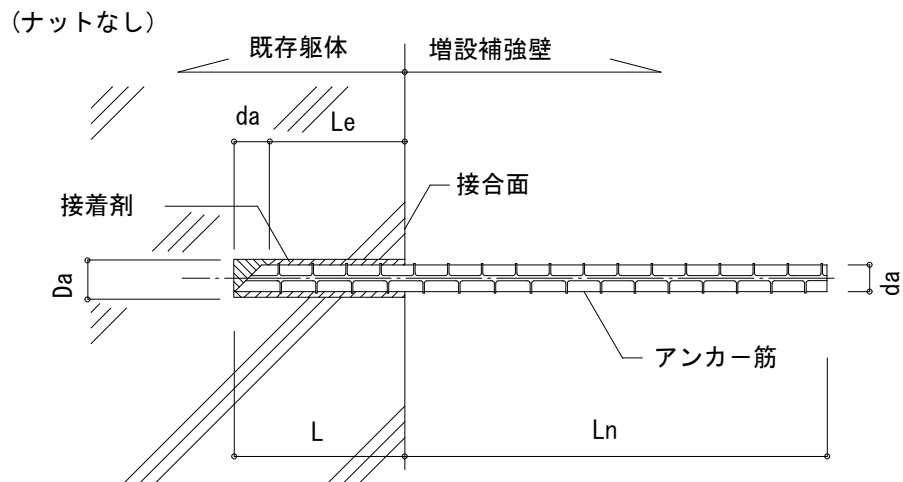 （ナットなし）
既存躯体 増設補強壁
da Le
接着剤 接合面
Da da
アンカー筋
L Ln